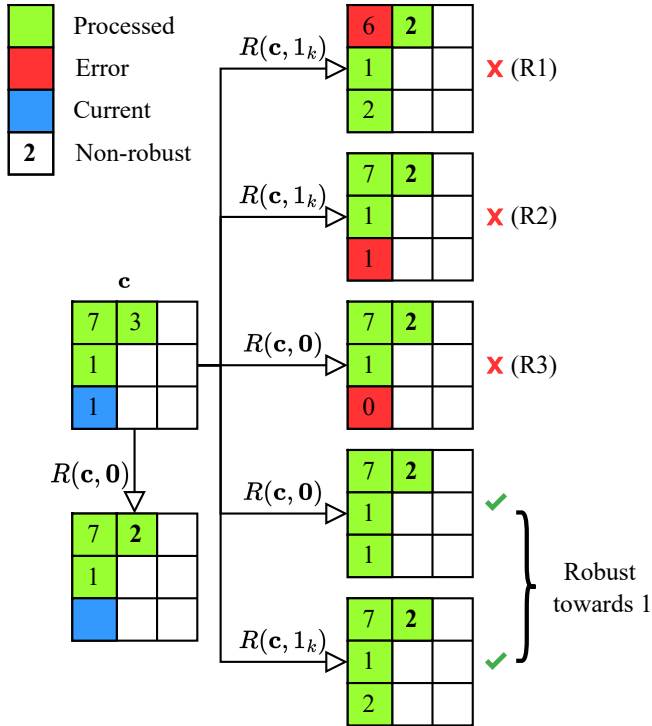 Processed
Error
Current
2 Non-robust
c
7 3
1
1
R(c, 0)
7 2
1
R(c, 1ₖ)
6 2
1
2
X (R1)
R(c, 1ₖ)
7 2
1
1
X (R2)
R(c, 0)
7 2
1
0
X (R3)
R(c, 0)
7 2
1
1
✓
R(c, 1ₖ)
7 2
1
2
✓
Robust
towards 1